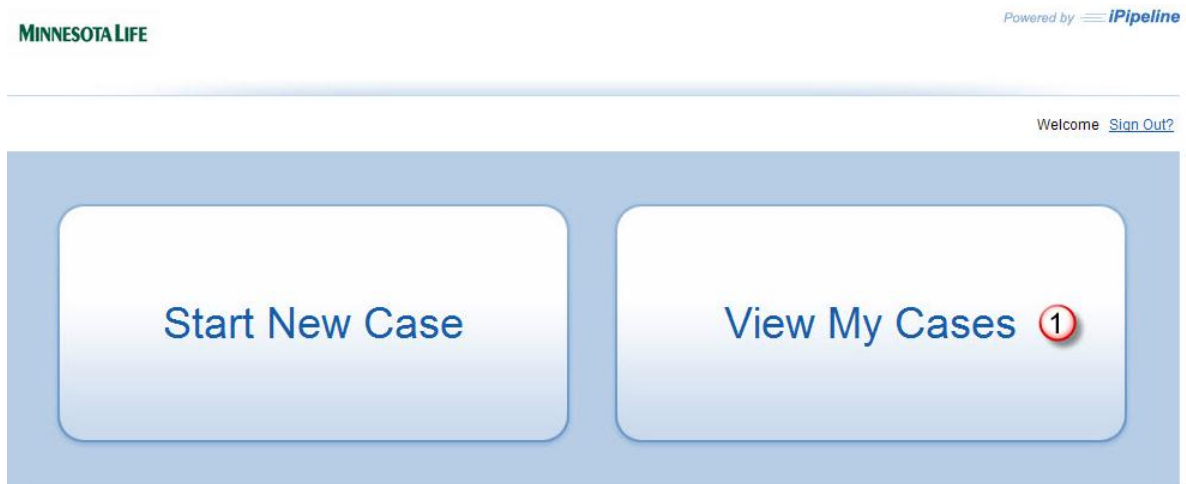 Powered by iPipeline
MINNESOTA LIFE
Welcome Sign Out?
Start New Case
View My Cases 1